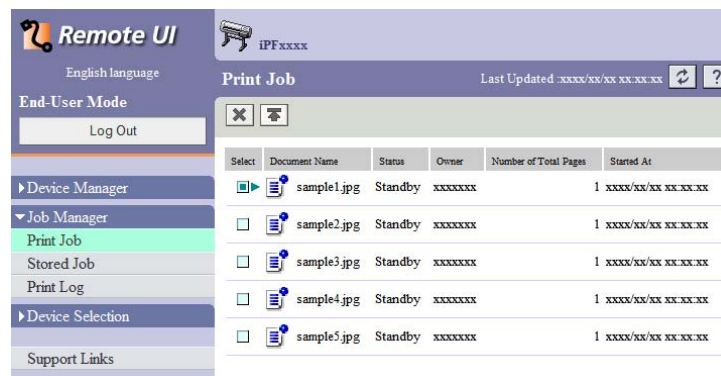 Remote UI
English language
End-User Mode
Log Out
Device Manager
Job Manager
Print Job
Stored Job
Print Log
Device Selection
Support Links
iPFxxxx
Print Job Last Updated :xxxx/xx/xx xx:xx:xx ?
Select Document Name Status Owner Number of Total Pages Started At
sample1.jpg Standby xxxxxxx 1 xxxx/xx/xx xx:xx:xx
sample2.jpg Standby xxxxxxx 1 xxxx/xx/xx xx:xx:xx
sample3.jpg Standby xxxxxxx 1 xxxx/xx/xx xx:xx:xx
sample4.jpg Standby xxxxxxx 1 xxxx/xx/xx xx:xx:xx
sample5.jpg Standby xxxxxxx 1 xxxx/xx/xx xx:xx:xx